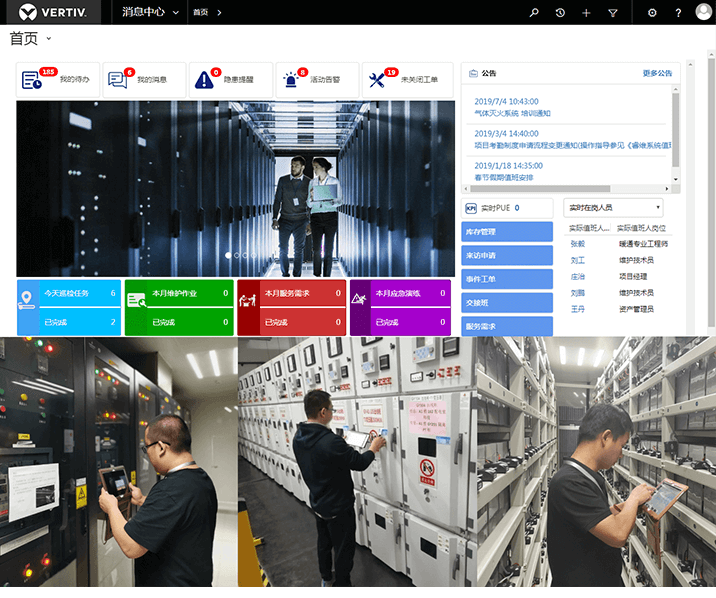 VERTIV.
消息中心
首页
首页
185
我的待办
6
我的消息
0
隐患提醒
8
活动告警
19
未关闭工单
公告
更多公告
2019/7/4 10:43:00
气体灭火系统 培训通知
2019/3/4 14:40:00
项目考勤制度申请流程变更通知(操作指导参见《睿维系统值班
2019/1/18 14:35:00
春节假期值班安排
KPI 实时PUE 0
实时在岗人员
库存管理
来访申请
事件工单
交接班
服务需求
实际值班人... 实际值班人岗位
张毅 暖通专业工程师
刘工 维护技术员
庄冶 项目经理
刘鹏 维护技术员
王丹 资产管理员
今天巡检任务 6
已完成 2
本月维护作业 0
已完成 0
本月服务需求 0
已完成 0
本月应急演练 0
已完成 0